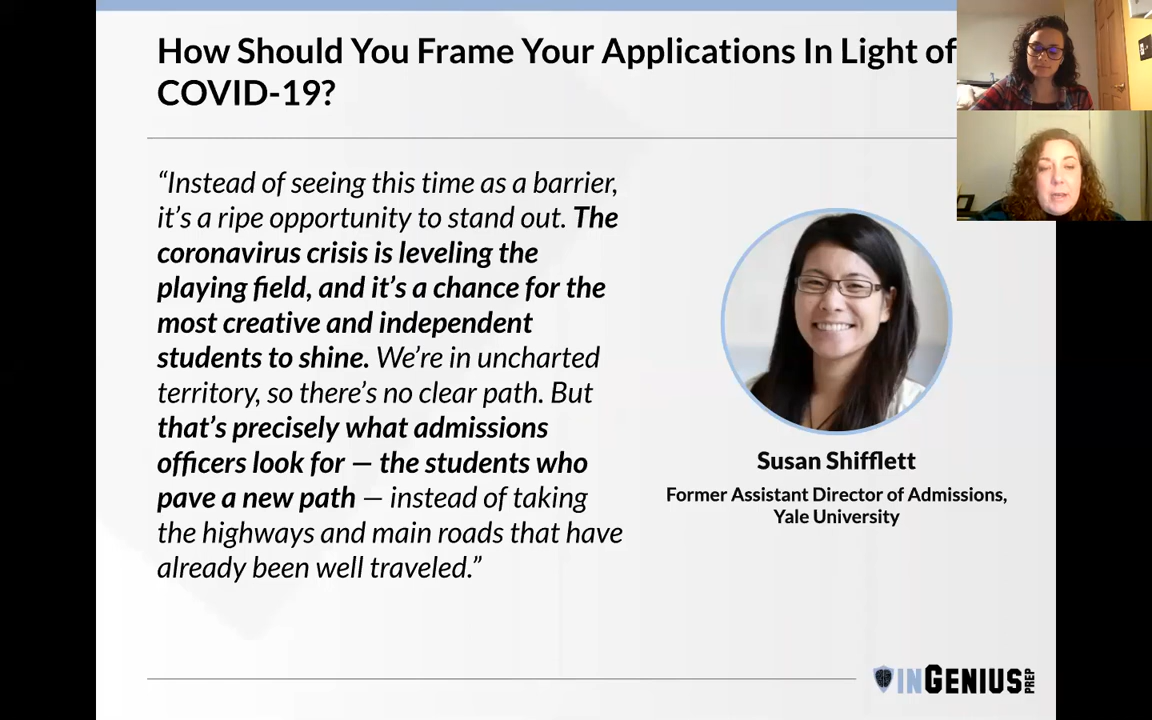 How Should You Frame Your Applications In Light of
COVID-19?
“Instead of seeing this time as a barrier,
it’s a ripe opportunity to stand out. The
coronavirus crisis is leveling the
playing field, and it’s a chance for the
most creative and independent
students to shine. We’re in uncharted
territory, so there’s no clear path. But
that’s precisely what admissions
officers look for — the students who
pave a new path — instead of taking
the highways and main roads that have
already been well traveled.”
Susan Shifflett
Former Assistant Director of Admissions,
Yale University
INGENIUS PREP